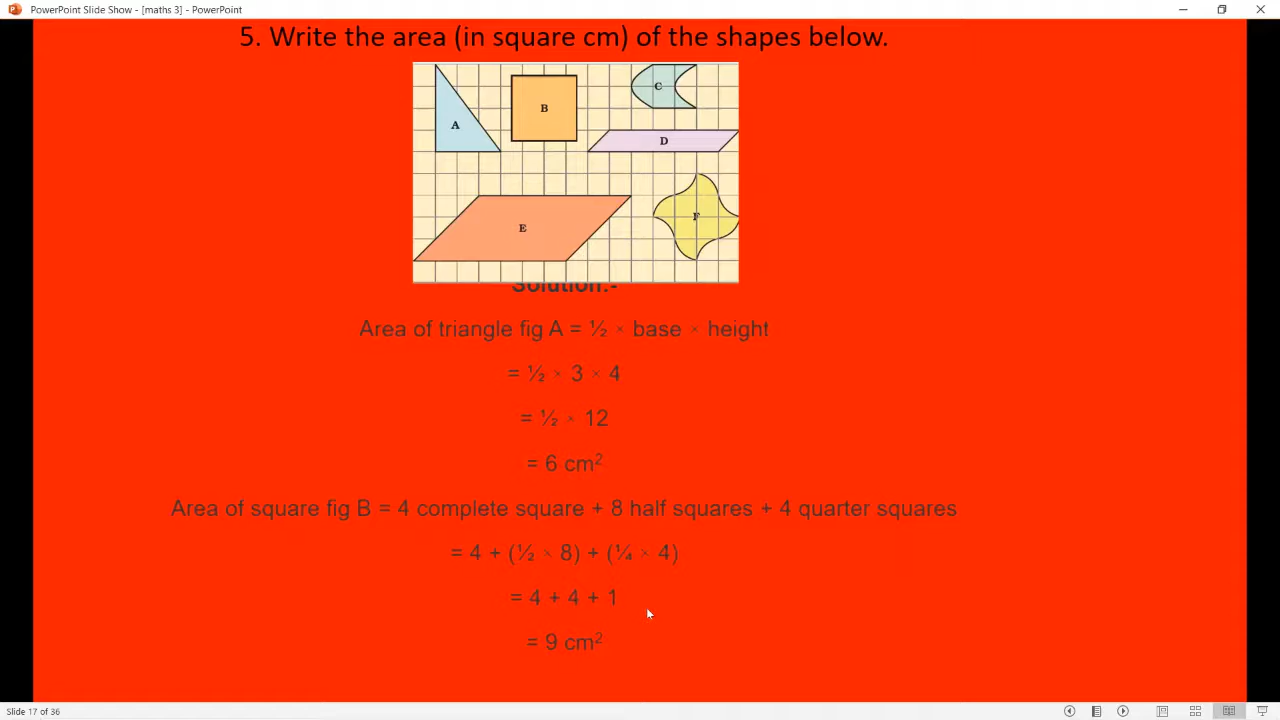 PowerPoint Slide Show - [maths 3] - PowerPoint
5. Write the area (in square cm) of the shapes below.
A
B
C
D
E
F
Solution:-
Area of triangle fig A = ½ × base × height
= ½ × 3 × 4
= ½ × 12
= 6 cm²
Area of square fig B = 4 complete square + 8 half squares + 4 quarter squares
= 4 + (½ × 8) + (¼ × 4)
= 4 + 4 + 1
= 9 cm²
Slide 17 of 36